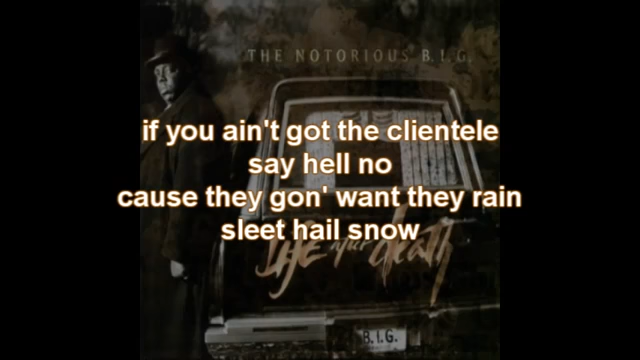 THE NOTORIOUS B.I.G.
if you ain't got the clientele
say hell no
cause they gon' want they rain
sleet hail snow
life after death
B.I.G.